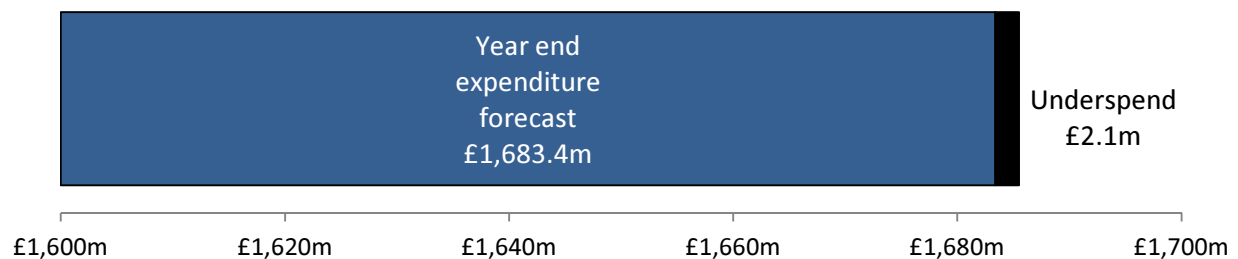 Year end
expenditure
forecast
£1,683.4m
Underspend
£2.1m
£1,600m £1,620m £1,640m £1,660m £1,680m £1,700m